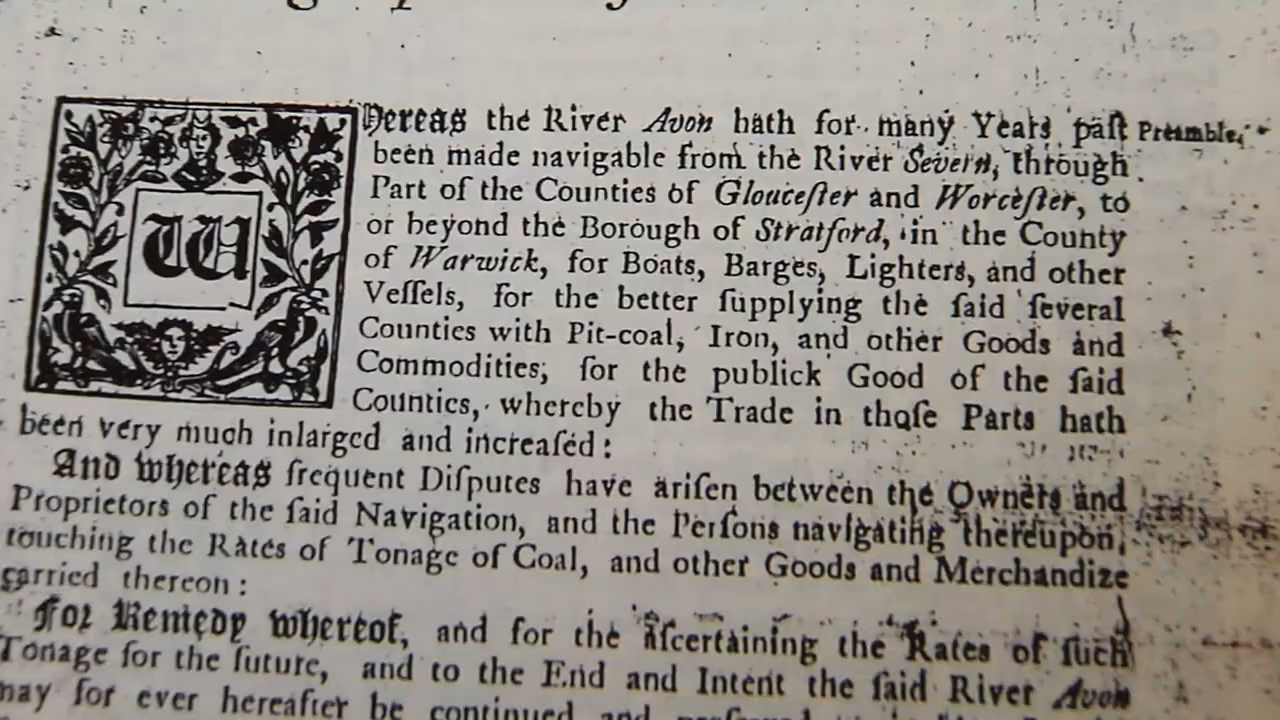 Whereas the River Avon hath for many Years paſt Preamble,
been made navigable from the River Severn, through
Part of the Counties of Glouceſter and Worceſter, to
or beyond the Borough of Stratford, in the County
of Warwick, for Boats, Barges, Lighters, and other
Veſſels, for the better ſupplying the ſaid ſeveral
Counties with Pit-coal, Iron, and other Goods and
Commodities, for the publick Good of the ſaid
Counties, whereby the Trade in thoſe Parts hath
been very much inlarged and increaſed:
And whereas frequent Diſputes have ariſen between the Owners and
Proprietors of the ſaid Navigation, and the Perſons navigating thereupon,
touching the Rates of Tonage of Coal, and other Goods and Merchandize
carried thereon:
For Remedy whereof, and for the aſcertaining the Rates of ſuch
Tonage for the future, and to the End and Intent the ſaid River Avon
may for ever hereafter be continued and